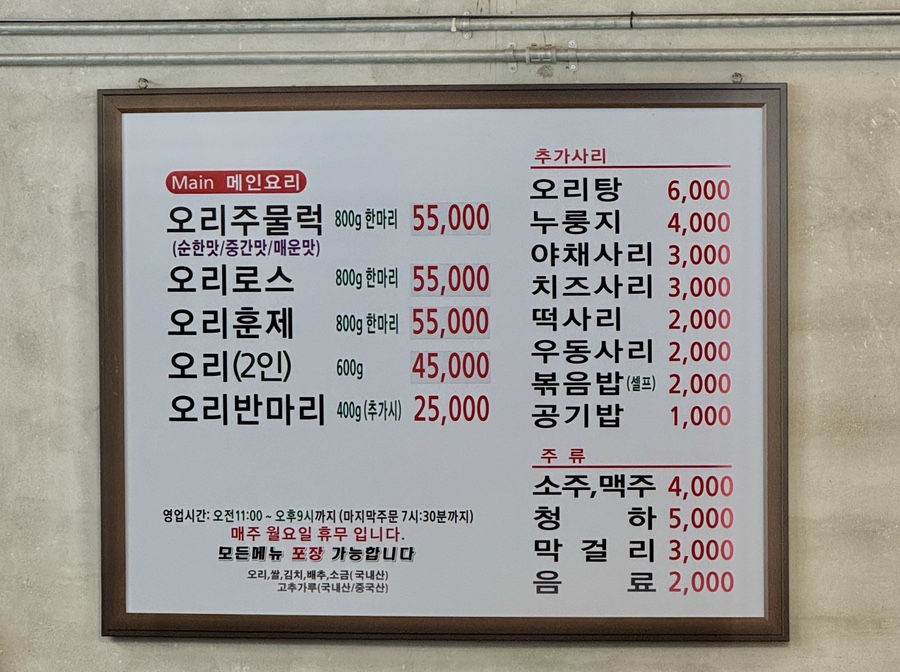 Main 메인요리
오리주물럭 800g 한마리 55,000
(순한맛/중간맛/매운맛)
오리로스 800g 한마리 55,000
오리훈제 800g 한마리 55,000
오리(2인) 600g 45,000
오리반마리 400g (추가시) 25,000
영업시간: 오전11:00 ~ 오후9시까지 (마지막주문 7시:30분까지)
매주 월요일 휴무 입니다.
모든메뉴 포장 가능합니다
오리,쌀,김치,배추,소금(국내산)
고추가루(국내산/중국산)
추가사리
오리탕 6,000
누룽지 4,000
야채사리 3,000
치즈사리 3,000
떡사리 2,000
우동사리 2,000
볶음밥(셀프) 2,000
공기밥 1,000
주 류
소주,맥주 4,000
청 하 5,000
막 걸 리 3,000
음 료 2,000